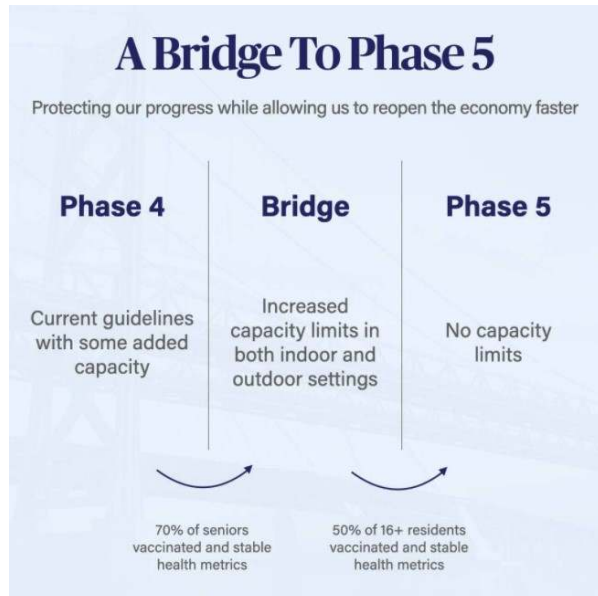 A Bridge To Phase 5
Protecting our progress while allowing us to reopen the economy faster
Phase 4
Current guidelines
with some added
capacity
Bridge
Increased
capacity limits in
both indoor and
outdoor settings
Phase 5
No capacity
limits
70% of seniors
vaccinated and stable
health metrics
50% of 16+ residents
vaccinated and stable
health metrics